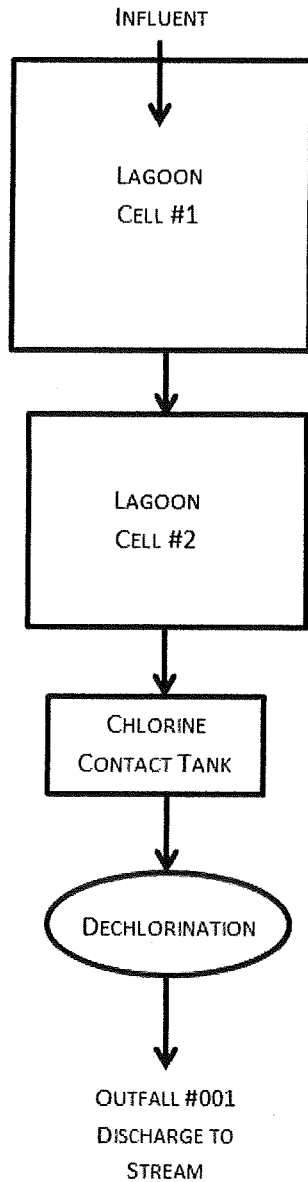 INFLUENT
LAGOON
CELL #1
LAGOON
CELL #2
CHLORINE
CONTACT TANK
DECHLORINATION
OUTFALL #001
DISCHARGE TO
STREAM